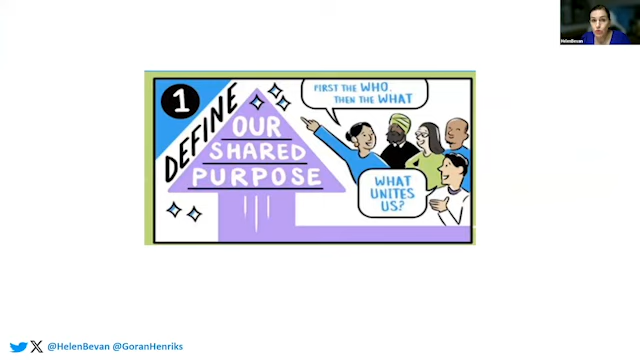 HelenBevan
1
DEFINE
OUR
SHARED
PURPOSE
FIRST THE WHO,
THEN THE WHAT
WHAT
UNITES
US?
@HelenBevan @GoranHenriks